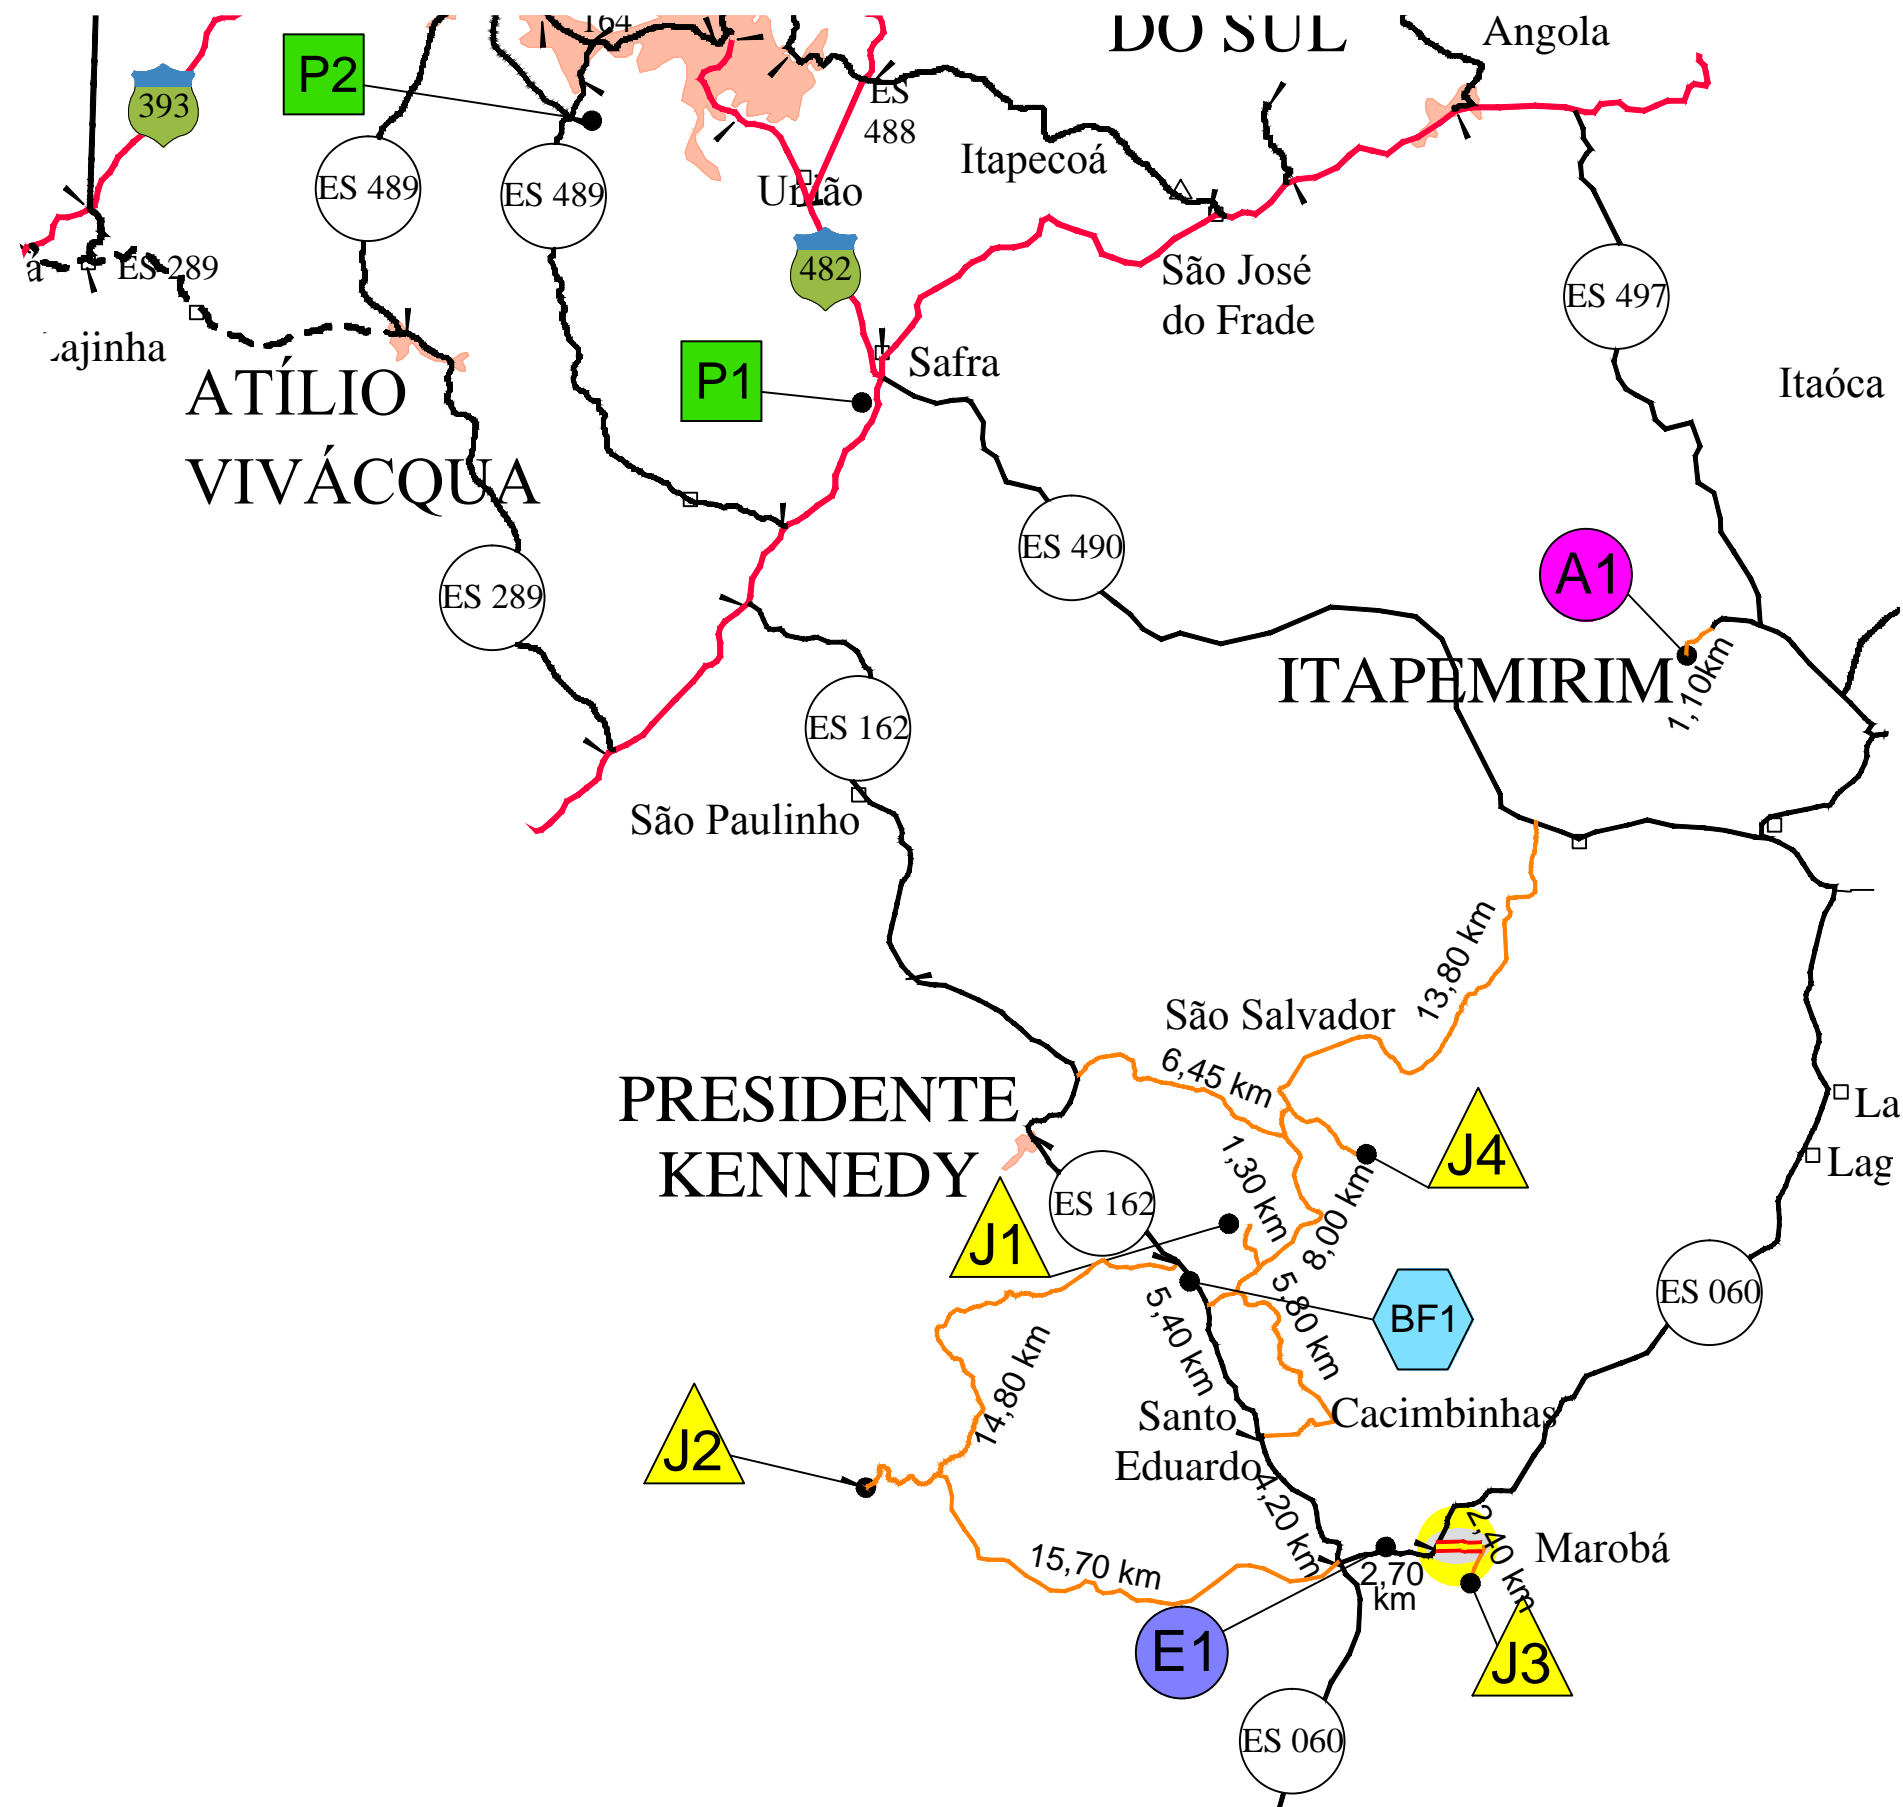 164
DO SUL
Angola
P2
393
ES
488
Itapecoá
ES 489
ES 489
União
ES 289
á
482
São José
do Frade
ES 497
ajinha
Safra
P1
Itaóca
ATÍLIO
VIVÁCQUA
ES 490
A1
ES 289
ITAPEMIRIM
1,10km
ES 162
São Paulinho
13,80 km
São Salvador
6,45 km
PRESIDENTE
KENNEDY
La
J4
1,30 km
Lag
8,00 km
ES 162
J1
5,80 km
ES 060
BF1
5,40 km
14,80 km
Santo
Eduardo
Cacimbinhas
J2
4,20 km
2,40 km
Marobá
15,70 km
2,70
km
E1
J3
ES 060